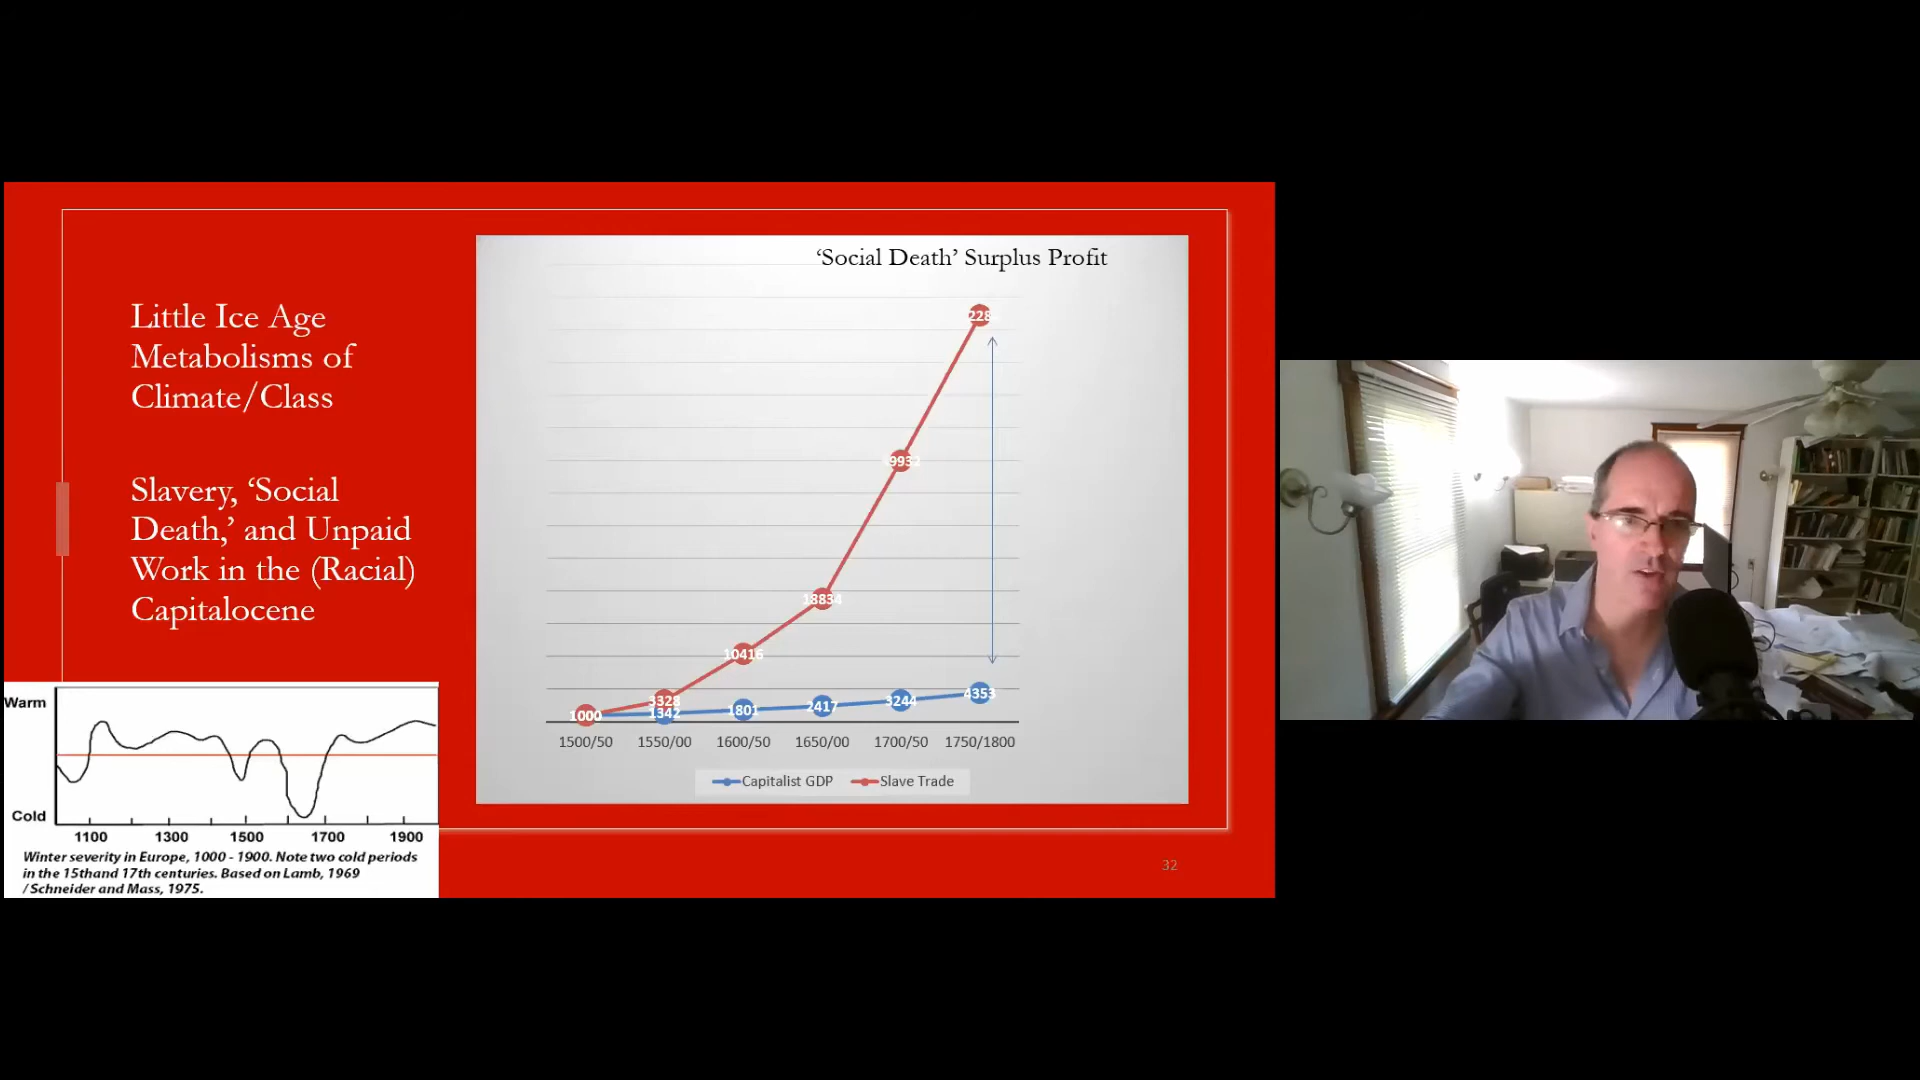 Little Ice Age
Metabolisms of
Climate/Class
Slavery, ‘Social
Death,’ and Unpaid
Work in the (Racial)
Capitalocene
‘Social Death’ Surplus Profit
18834
10416
3328
1000
1342
1801
2417
3244
4353
1500/50 1550/00 1600/50 1650/00 1700/50 1750/1800
Capitalist GDP Slave Trade
Warm
Cold
1100 1300 1500 1700 1900
Winter severity in Europe, 1000 - 1900. Note two cold periods
in the 15thand 17th centuries. Based on Lamb, 1969
/Schneider and Mass, 1975.
32